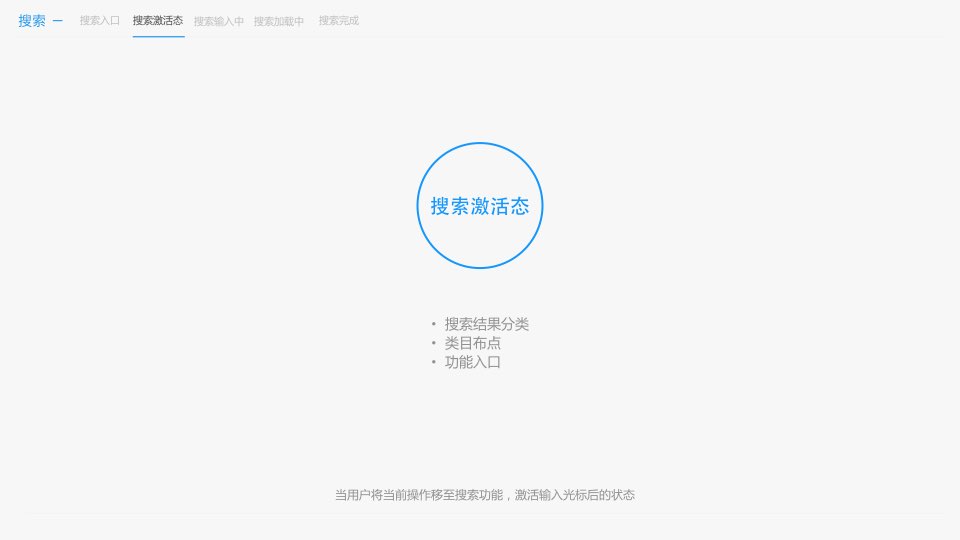 搜索 — 搜索入口 搜索激活态 搜索输入中 搜索加载中 搜索完成
搜索激活态
• 搜索结果分类
• 类目布点
• 功能入口
当用户将当前操作移至搜索功能，激活输入光标后的状态